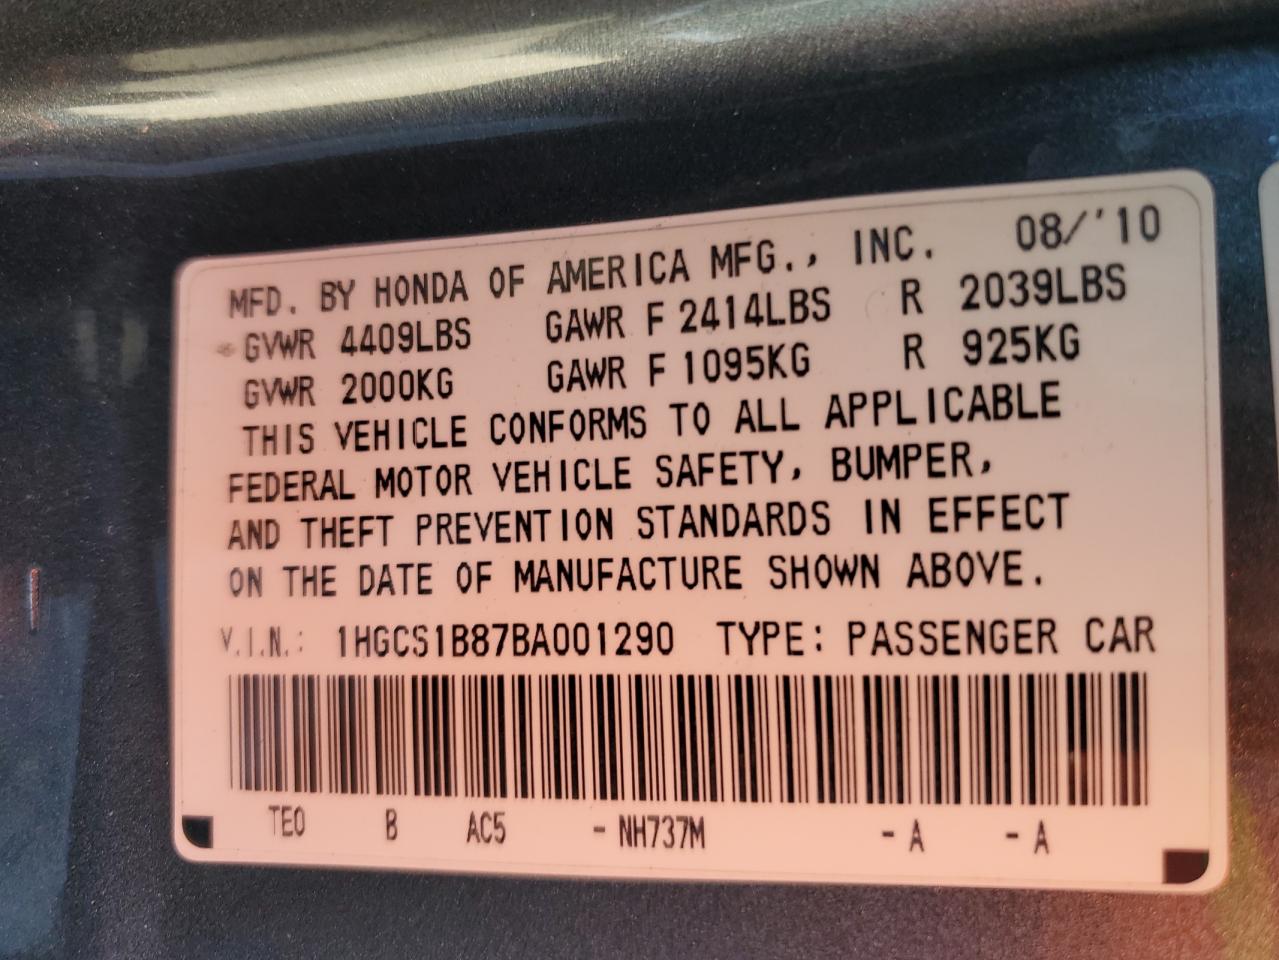 MFD. BY HONDA OF AMERICA MFG., INC. 08/'10
GVWR 4409LBS GAWR F 2414LBS R 2039LBS
GVWR 2000KG GAWR F 1095KG R 925KG
THIS VEHICLE CONFORMS TO ALL APPLICABLE
FEDERAL MOTOR VEHICLE SAFETY, BUMPER,
AND THEFT PREVENTION STANDARDS IN EFFECT
ON THE DATE OF MANUFACTURE SHOWN ABOVE.
V.I.N.: 1HGCS1B87BA001290 TYPE: PASSENGER CAR
TE0 B AC5 - NH737M - A - A